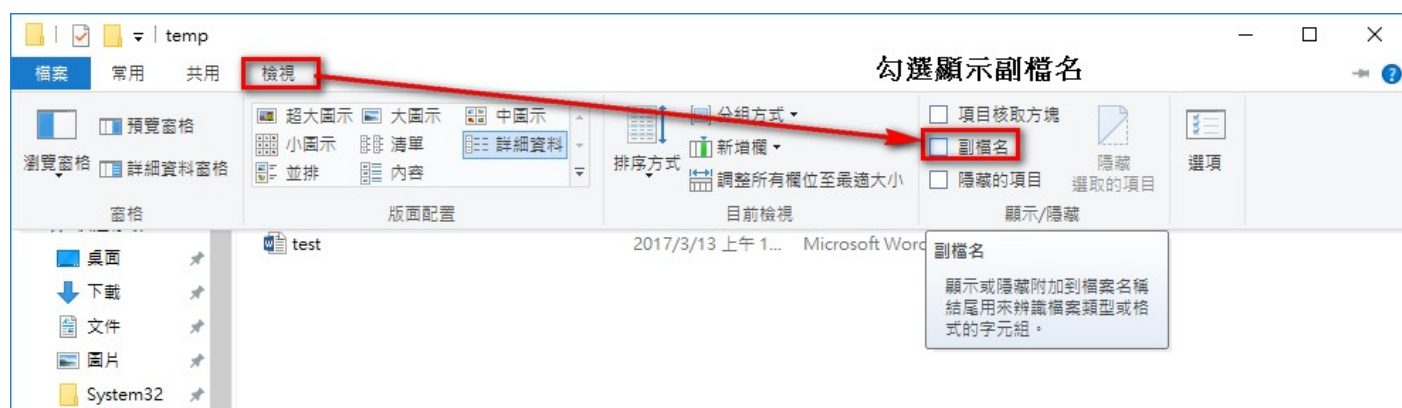 temp
檔案 常用 共用 檢視
勾選顯示副檔名
瀏覽窗格
預覽窗格
詳細資料窗格
窗格
超大圖示 大圖示 中圖示
小圖示 清單 詳細資料
並排 內容
版面配置
排序方式
分組方式
新增欄
調整所有欄位至最適大小
目前檢視
項目核取方塊
副檔名
隱藏的項目
隱藏
選取的項目
顯示/隱藏
選項
桌面
下載
文件
圖片
System32
test 2017/3/13 上午 1... Microsoft Word
副檔名
顯示或隱藏附加到檔案名稱
結尾用來辨識檔案類型或格
式的字元組。